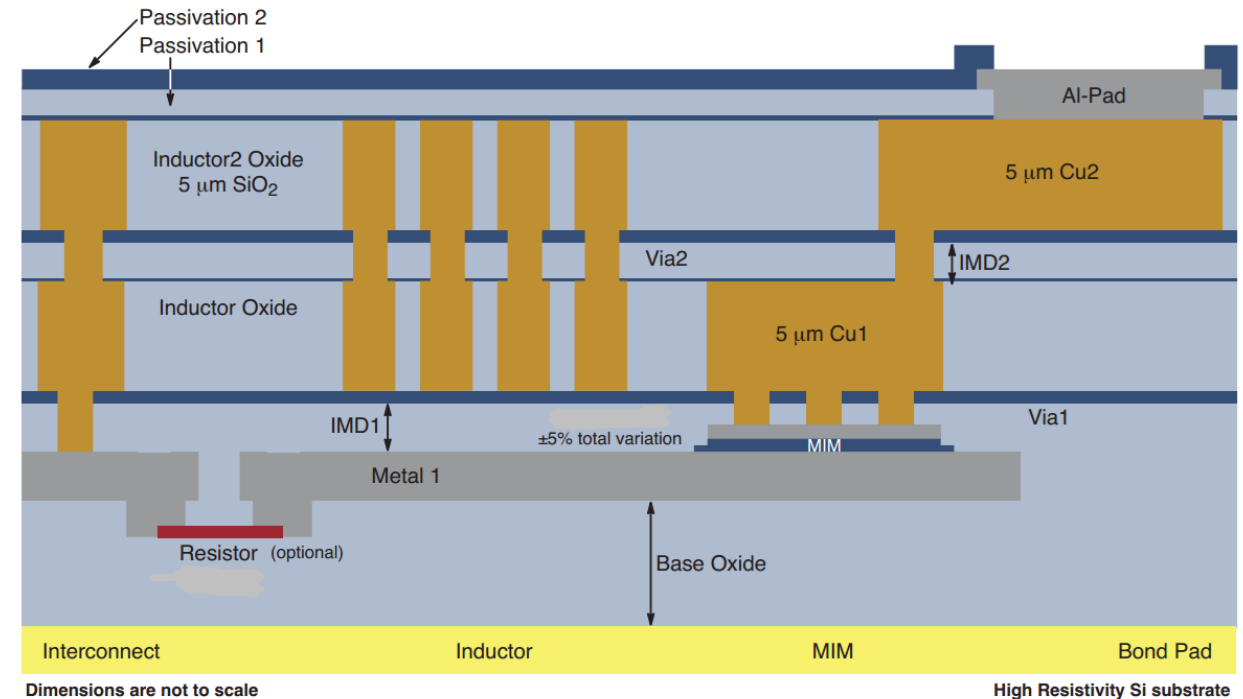 Passivation 2
Passivation 1
Al-Pad
Inductor2 Oxide
5 μm SiO2
5 μm Cu2
Via2
IMD2
Inductor Oxide
5 μm Cu1
IMD1
±5% total variation
Via1
MIM
Metal 1
Resistor (optional)
Base Oxide
Interconnect
Inductor
MIM
Bond Pad
Dimensions are not to scale
High Resistivity Si substrate